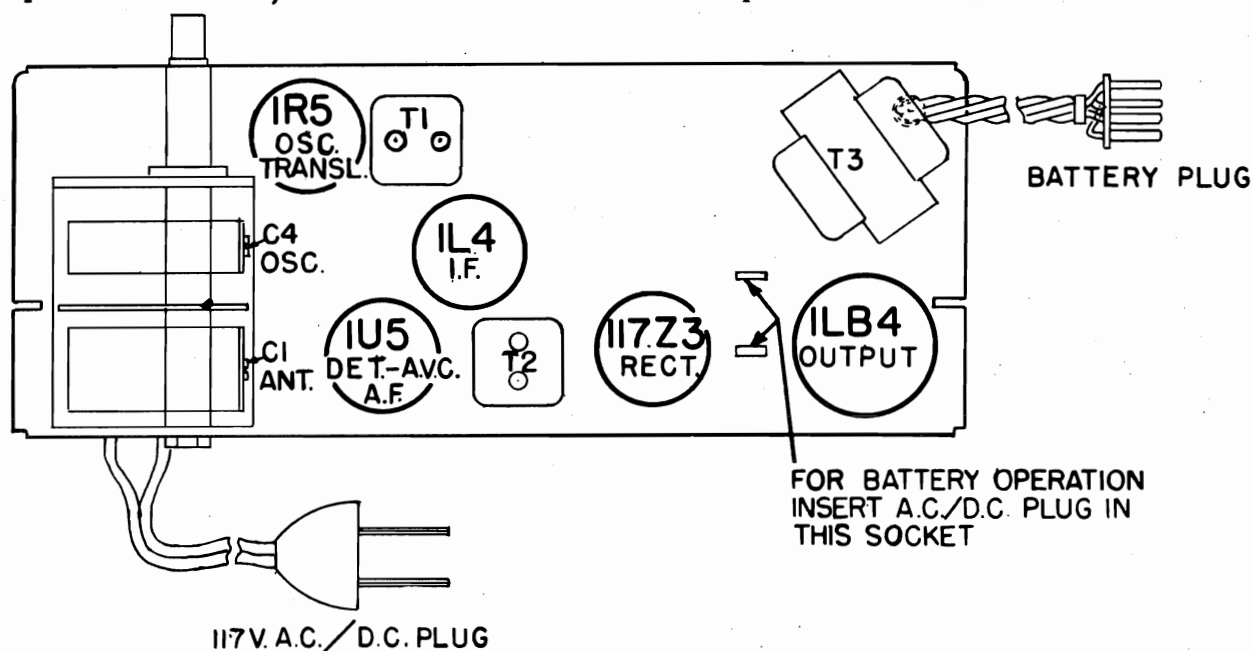 1R5
OSC.
TRANSL.
T1
T3
BATTERY PLUG
C4
OSC.
1L4
I.F.
C1
ANT.
1U5
DET.-A.V.C.
A.F.
T2
117Z3
RECT.
1LB4
OUTPUT
FOR BATTERY OPERATION
INSERT A.C./D.C. PLUG IN
THIS SOCKET
117V. A.C./D.C. PLUG